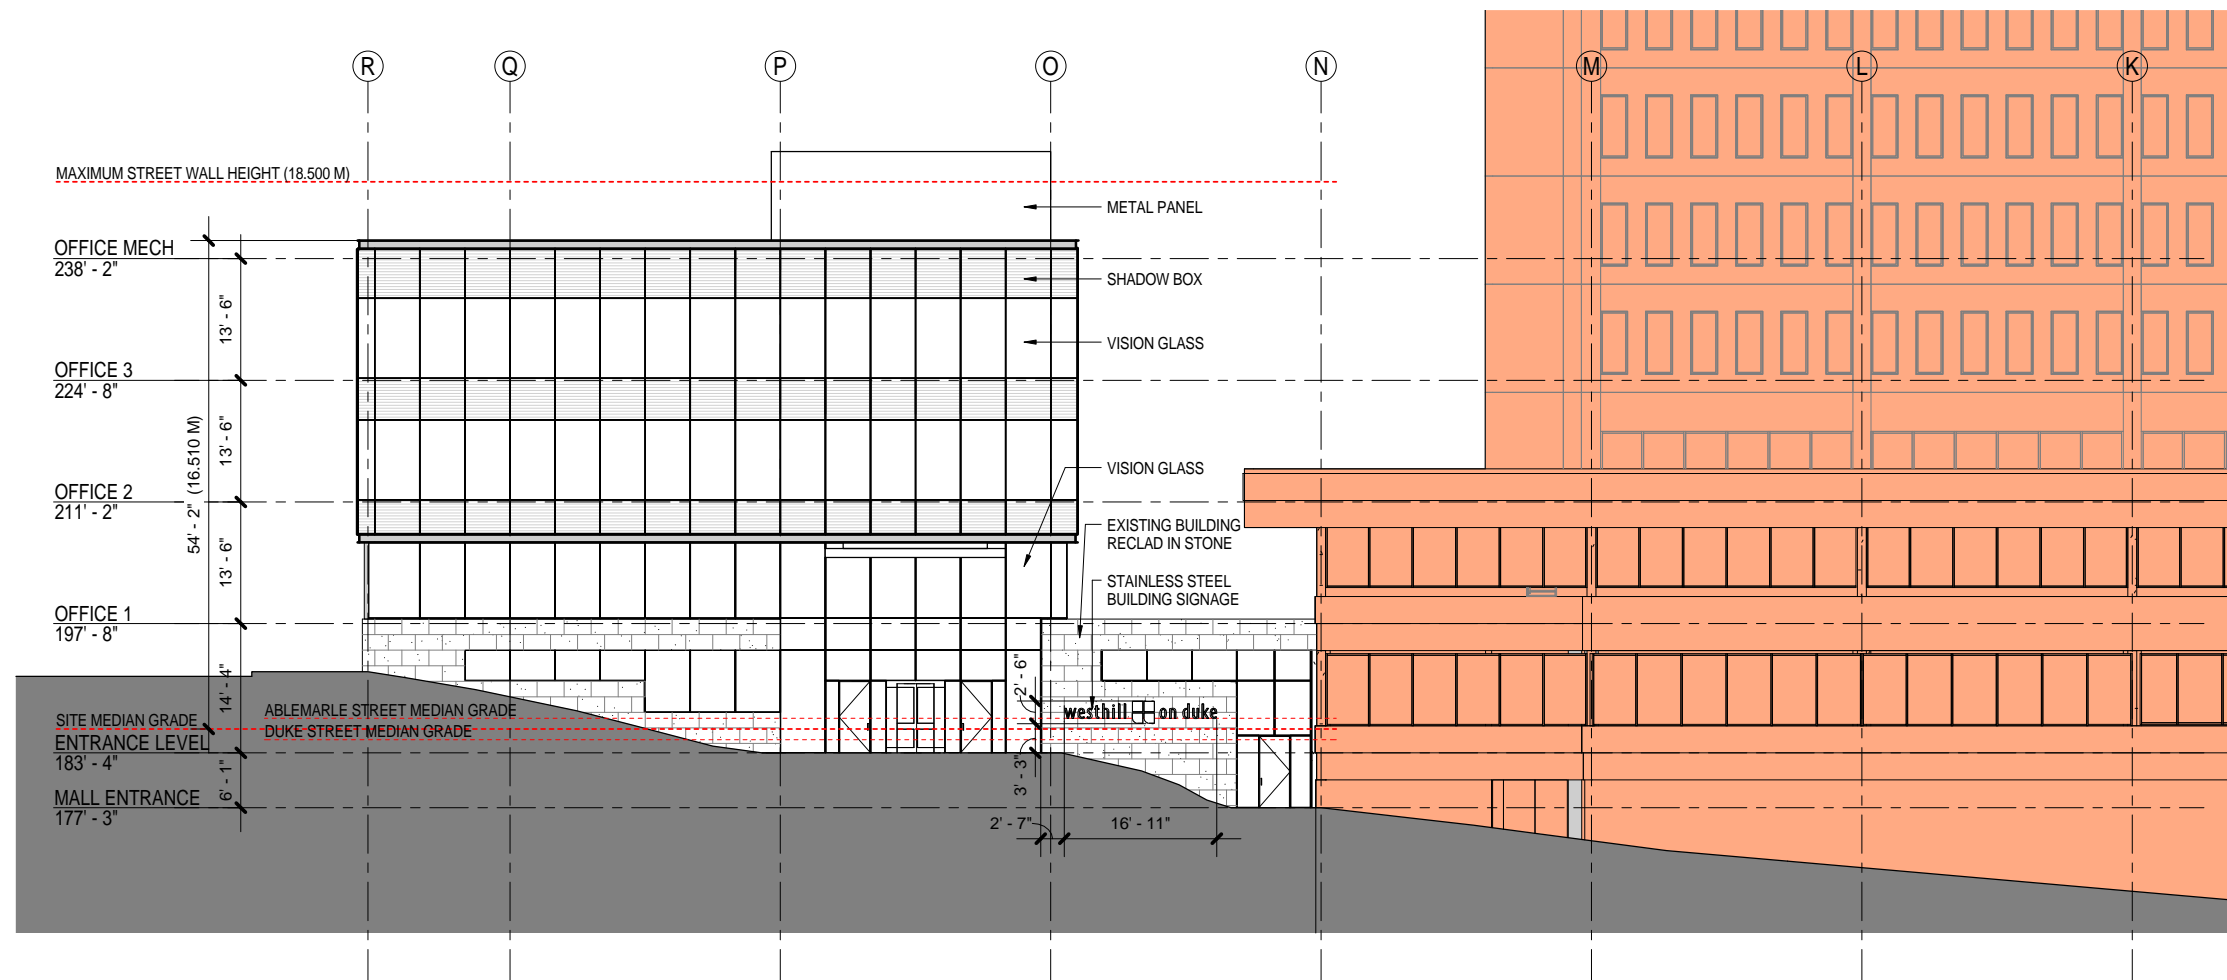 R Q P O N M L K
MAXIMUM STREET WALL HEIGHT (18.500 M)
METAL PANEL
OFFICE MECH
238' - 2"
SHADOW BOX
13' - 6"
VISION GLASS
OFFICE 3
224' - 8"
13' - 6"
54' - 2" (16.510 M)
VISION GLASS
OFFICE 2
211' - 2"
EXISTING BUILDING
RECLAD IN STONE
13' - 6"
STAINLESS STEEL
BUILDING SIGNAGE
OFFICE 1
197' - 8"
14' - 4"
2' - 6"
westhill on duke
ABLEMARLE STREET MEDIAN GRADE
SITE MEDIAN GRADE
DUKE STREET MEDIAN GRADE
ENTRANCE LEVEL
183' - 4"
6' - 1"
3' - 3"
MALL ENTRANCE
177' - 3"
2' - 7"
16' - 11"